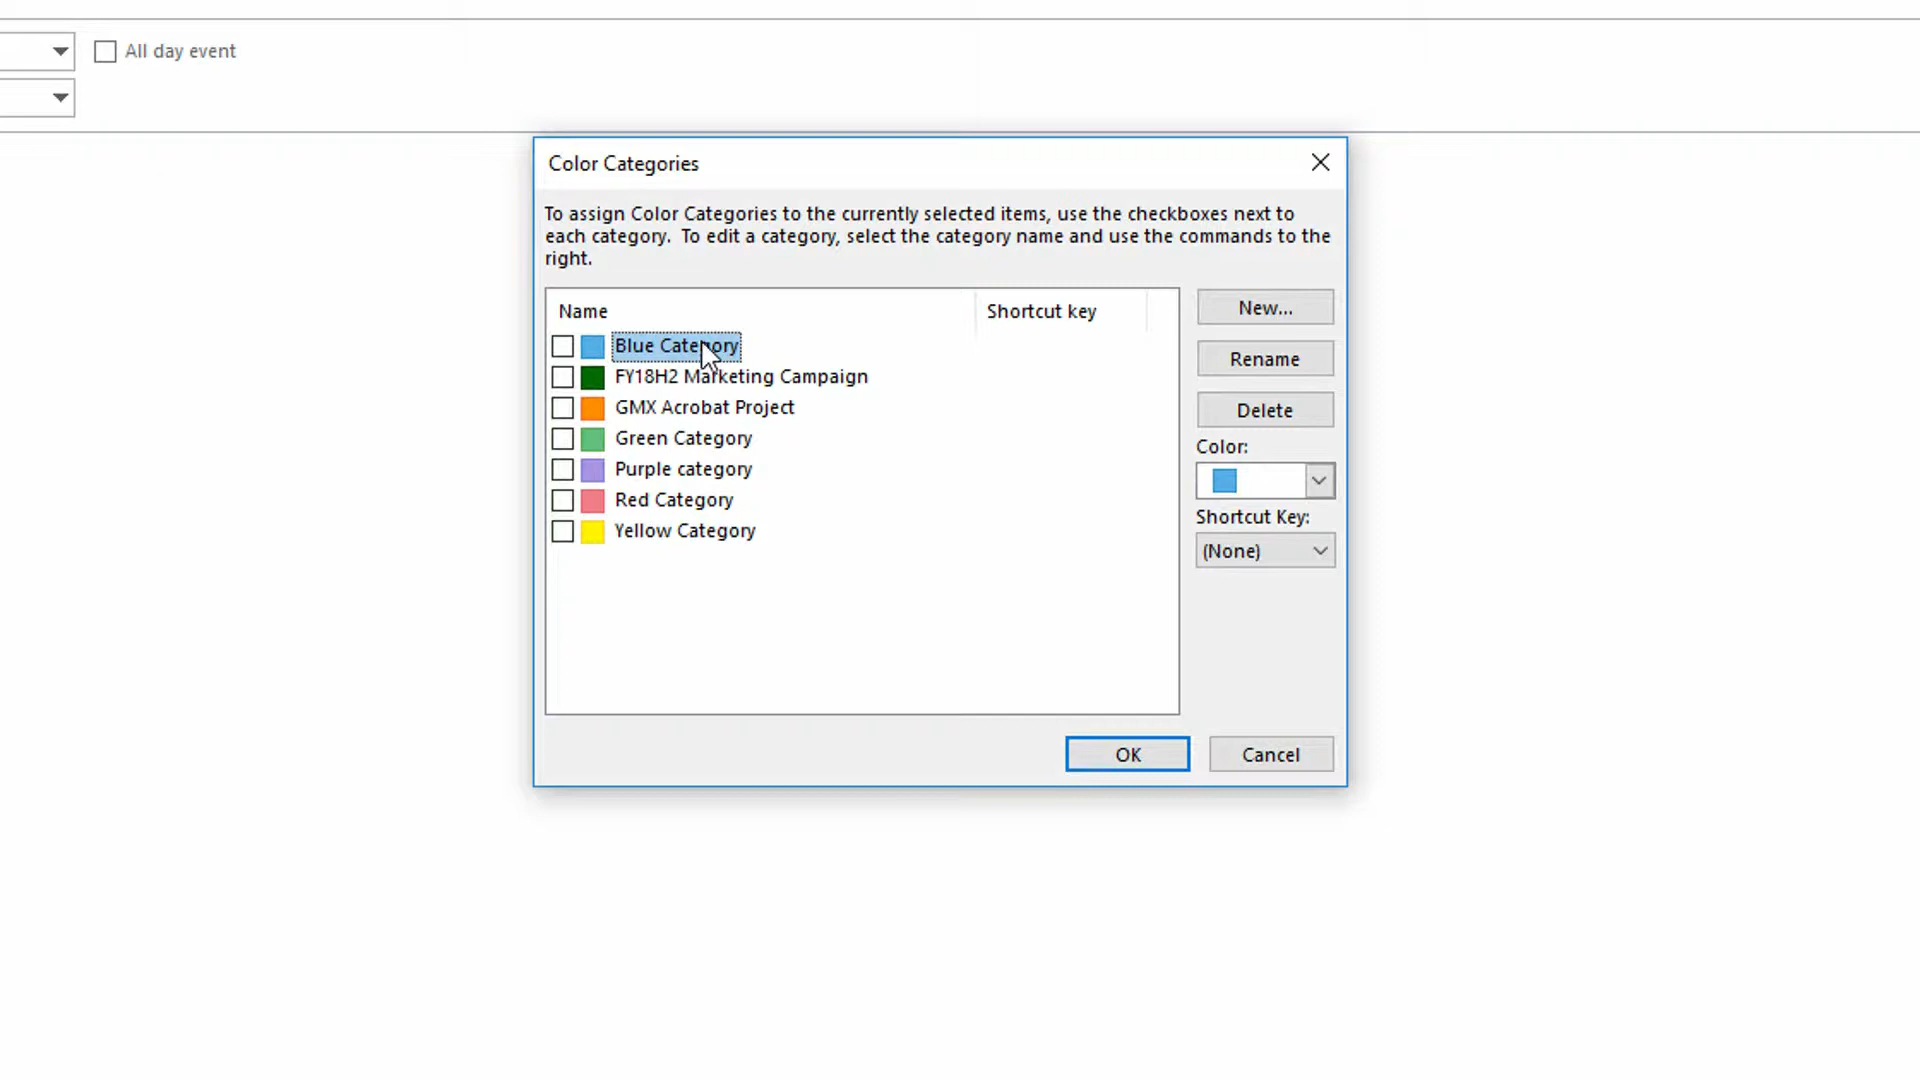 All day event
Color Categories
To assign Color Categories to the currently selected items, use the checkboxes next to
each category.  To edit a category, select the category name and use the commands to the
right.
Name
Shortcut key
Blue Category
FY18H2 Marketing Campaign
GMX Acrobat Project
Green Category
Purple category
Red Category
Yellow Category
New...
Rename
Delete
Color:
Shortcut Key:
(None)
OK
Cancel